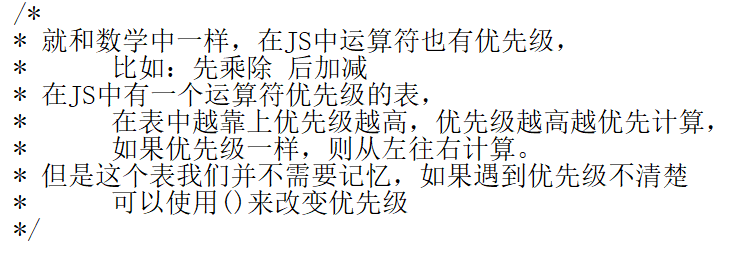 /*
* 就和数学中一样，在JS中运算符也有优先级，
* 比如：先乘除 后加减
* 在JS中有一个运算符优先级的表，
* 在表中越靠上优先级越高，优先级越高越优先计算，
* 如果优先级一样，则从左往右计算。
* 但是这个表我们并不需要记忆，如果遇到优先级不清楚
* 可以使用()来改变优先级
*/